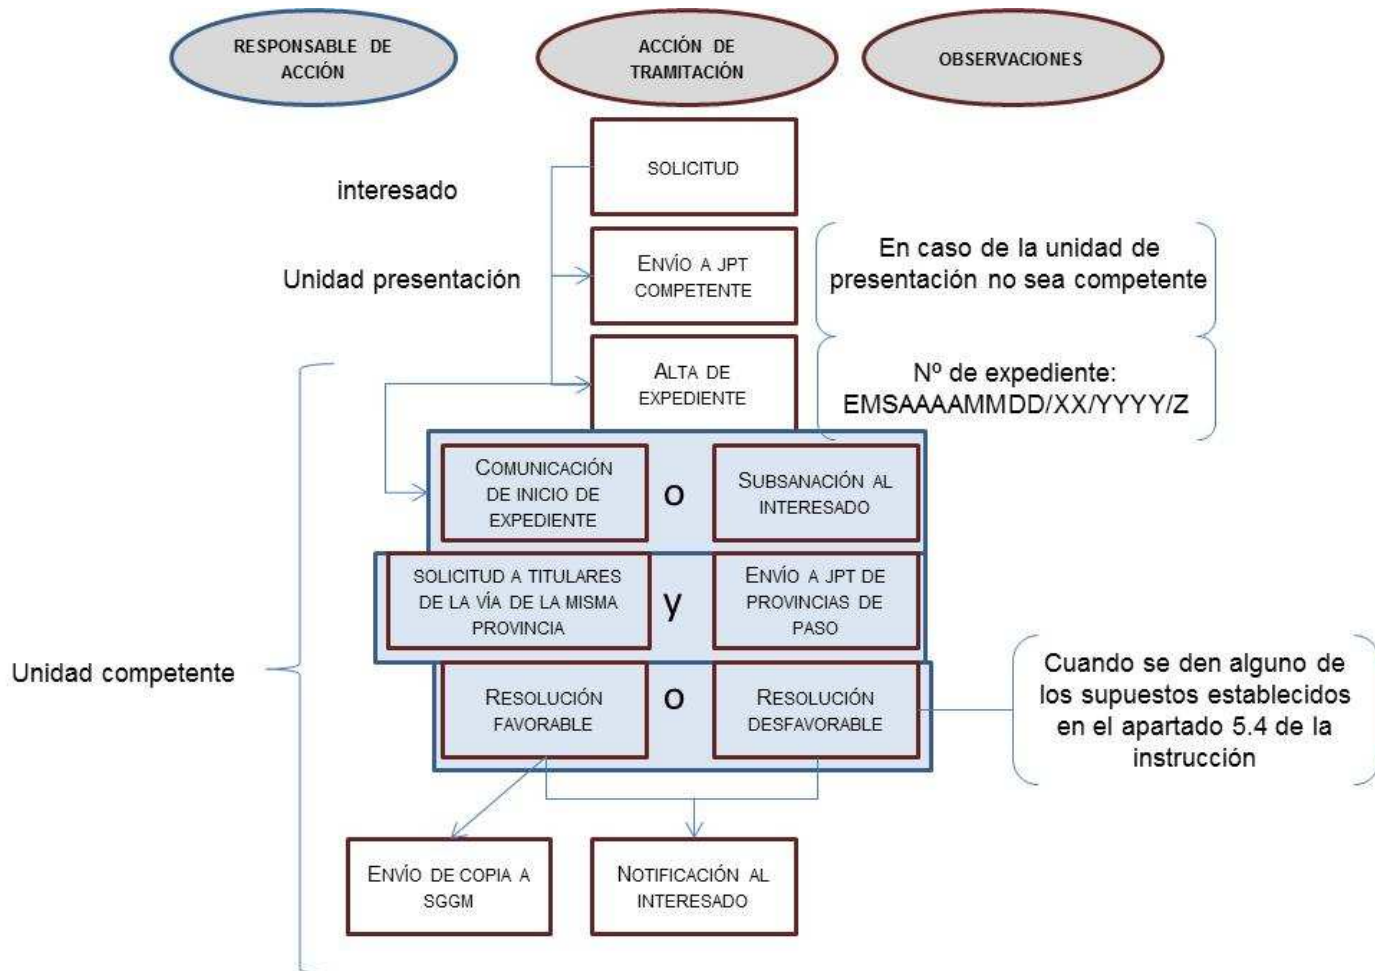 RESPONSABLE DE
ACCIÓN
ACCIÓN DE
TRAMITACIÓN
OBSERVACIONES
SOLICITUD
interesado
ENVÍO A JPT
COMPETENTE
Unidad presentación
En caso de la unidad de
presentación no sea competente
ALTA DE
EXPEDIENTE
Nº de expediente:
EMSAAAAMMDD/XX/YYYY/Z
COMUNICACIÓN
DE INICIO DE
EXPEDIENTE
o
SUBSANACIÓN AL
INTERESADO
SOLICITUD A TITULARES
DE LA VÍA DE LA MISMA
PROVINCIA
y
ENVÍO A JPT DE
PROVINCIAS DE
PASO
Unidad competente
RESOLUCIÓN
FAVORABLE
o
RESOLUCIÓN
DESFAVORABLE
Cuando se den alguno de
los supuestos establecidos
en el apartado 5.4 de la
instrucción
ENVÍO DE COPIA A
SGGM
NOTIFICACIÓN AL
INTERESADO